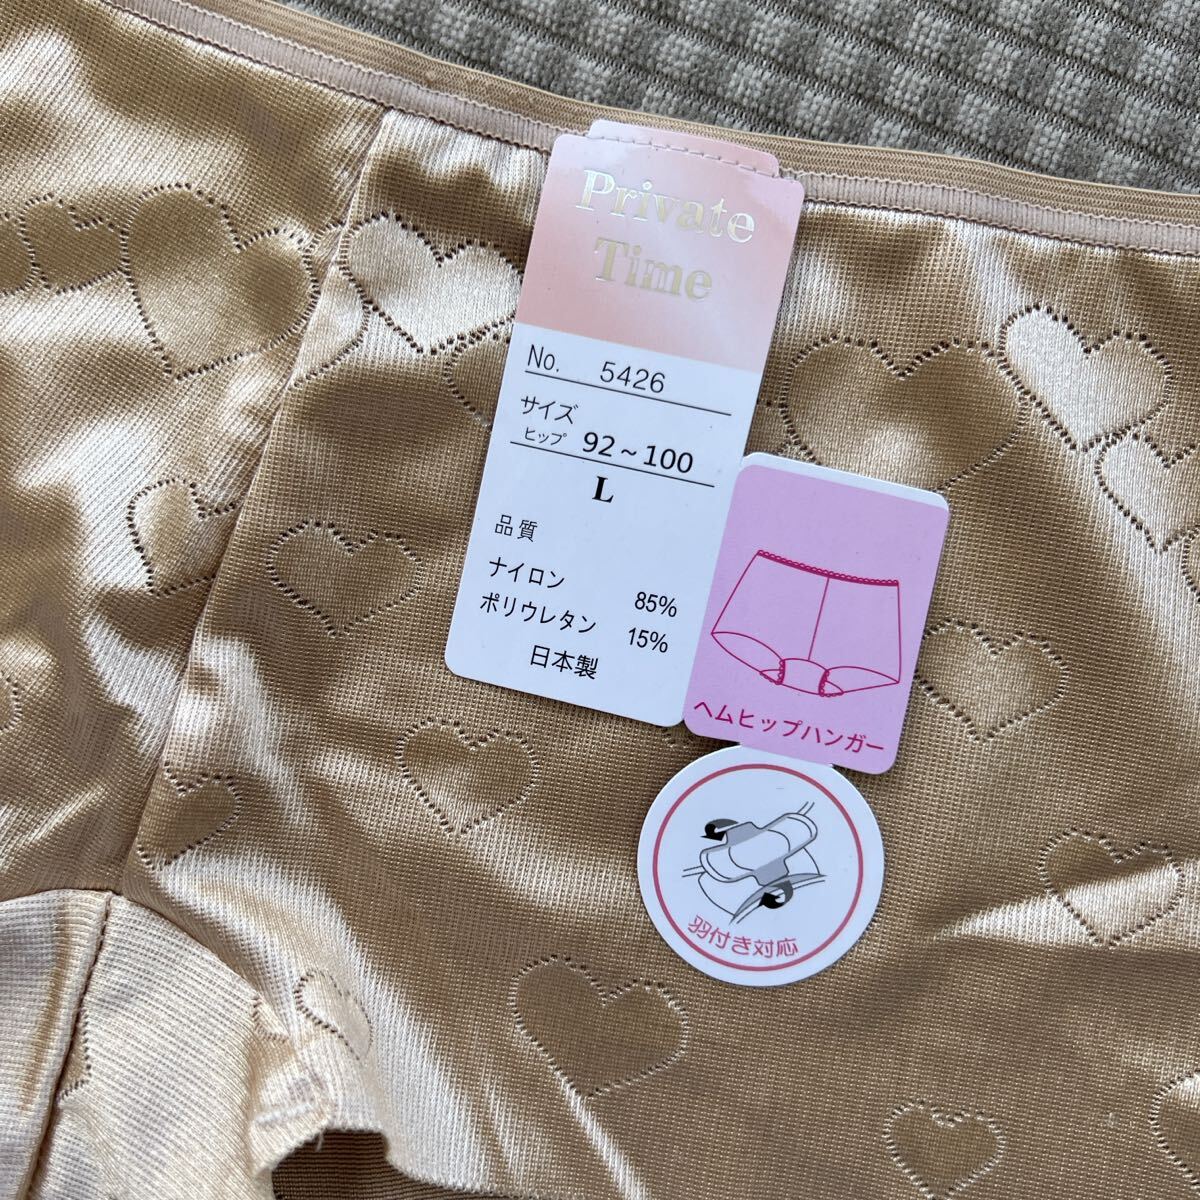 Private
Time
No. 5426
サイズ
ヒップ 92～100
L
品質
ナイロン 85%
ポリウレタン 15%
日本製
ヘムヒップハンガー
羽付き対応